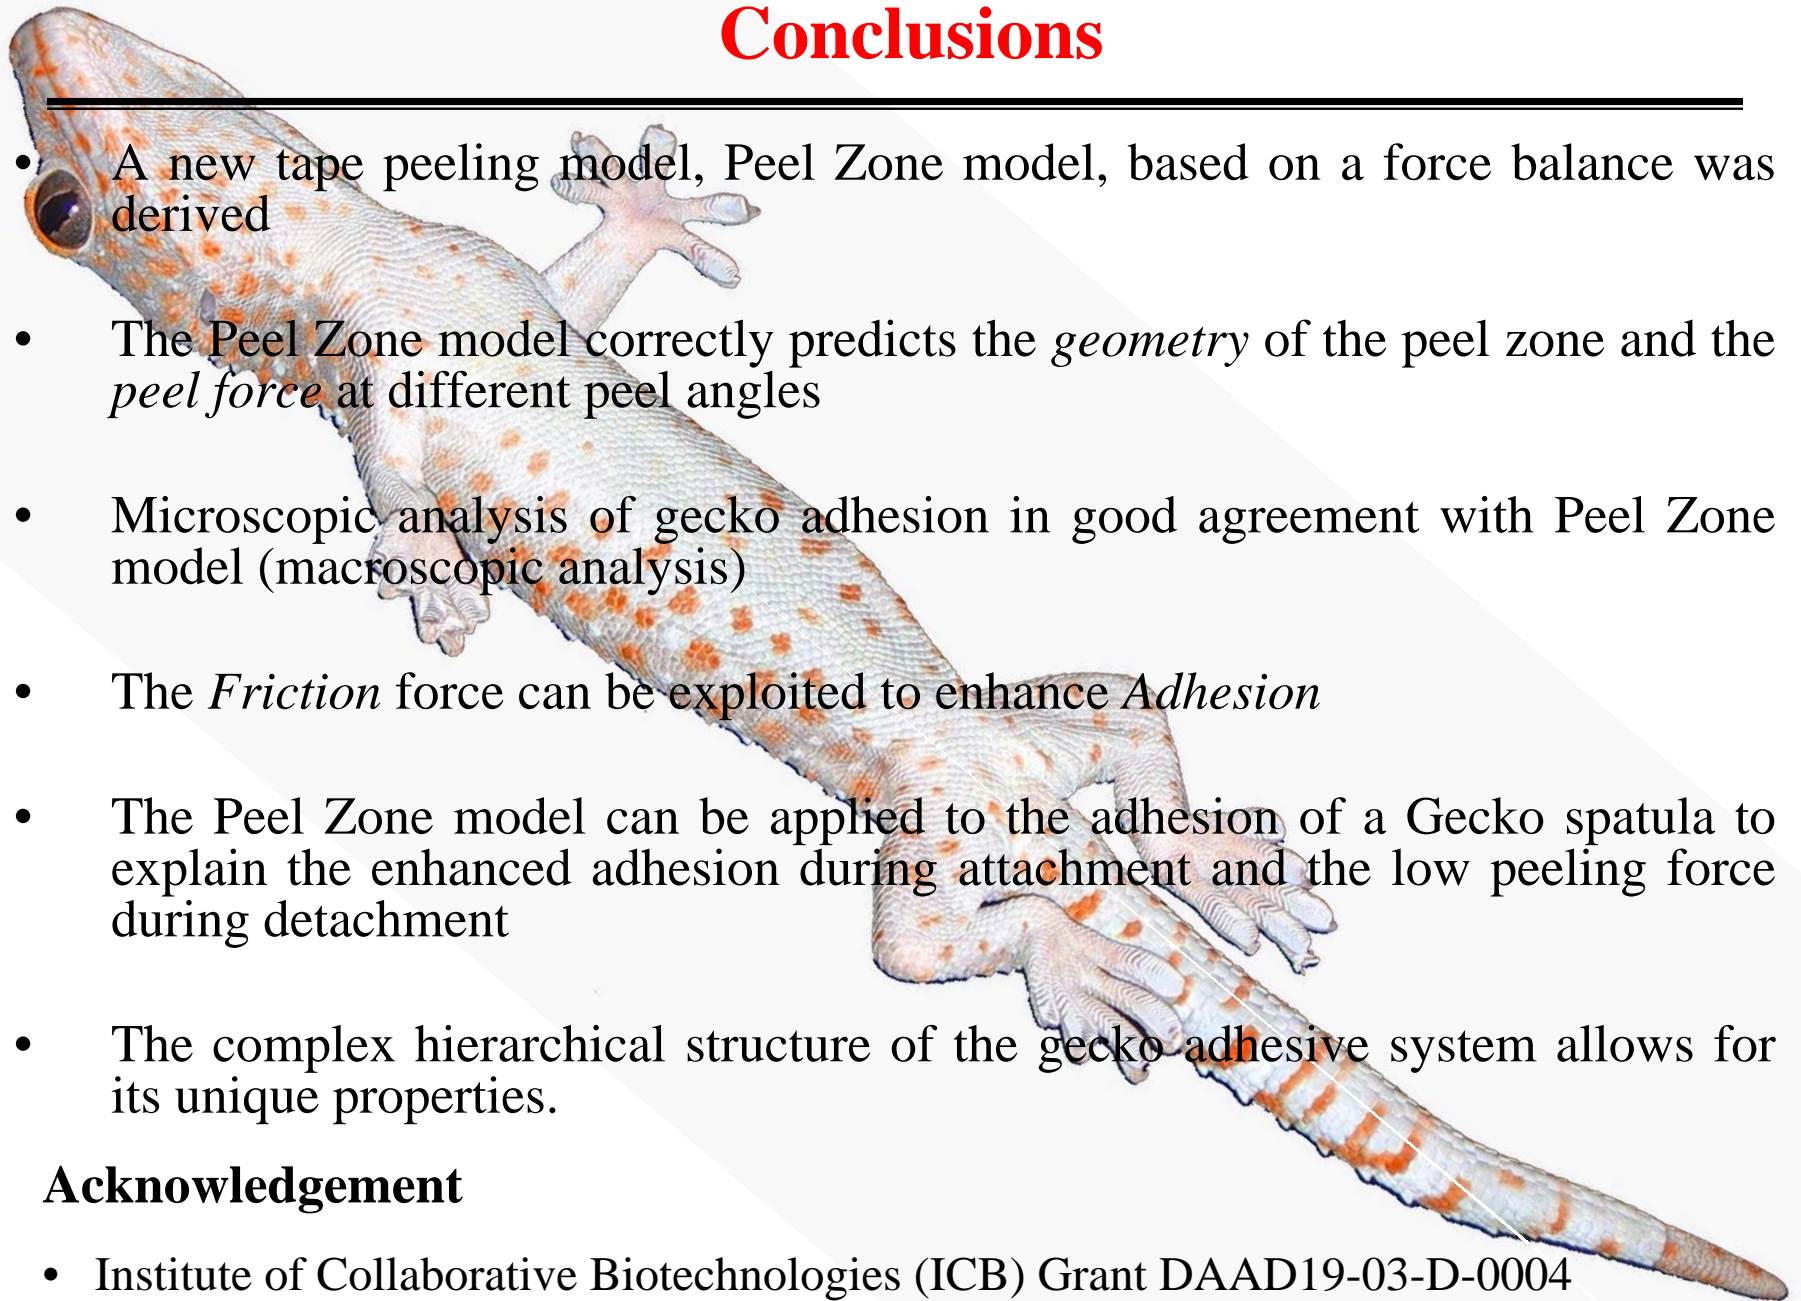 Conclusions
• A new tape peeling model, Peel Zone model, based on a force balance was
derived
• The Peel Zone model correctly predicts the geometry of the peel zone and the
peel force at different peel angles
• Microscopic analysis of gecko adhesion in good agreement with Peel Zone
model (macroscopic analysis)
• The Friction force can be exploited to enhance Adhesion
• The Peel Zone model can be applied to the adhesion of a Gecko spatula to
explain the enhanced adhesion during attachment and the low peeling force
during detachment
• The complex hierarchical structure of the gecko adhesive system allows for
its unique properties.
Acknowledgement
• Institute of Collaborative Biotechnologies (ICB) Grant DAAD19-03-D-0004